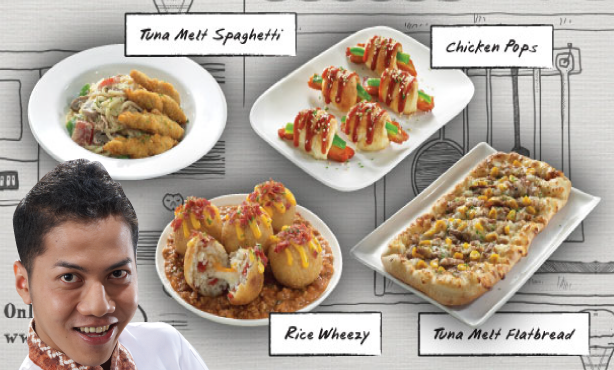 Tuna Melt Spaghetti
Chicken Pops
Rice Wheezy
Tuna Melt Flatbread